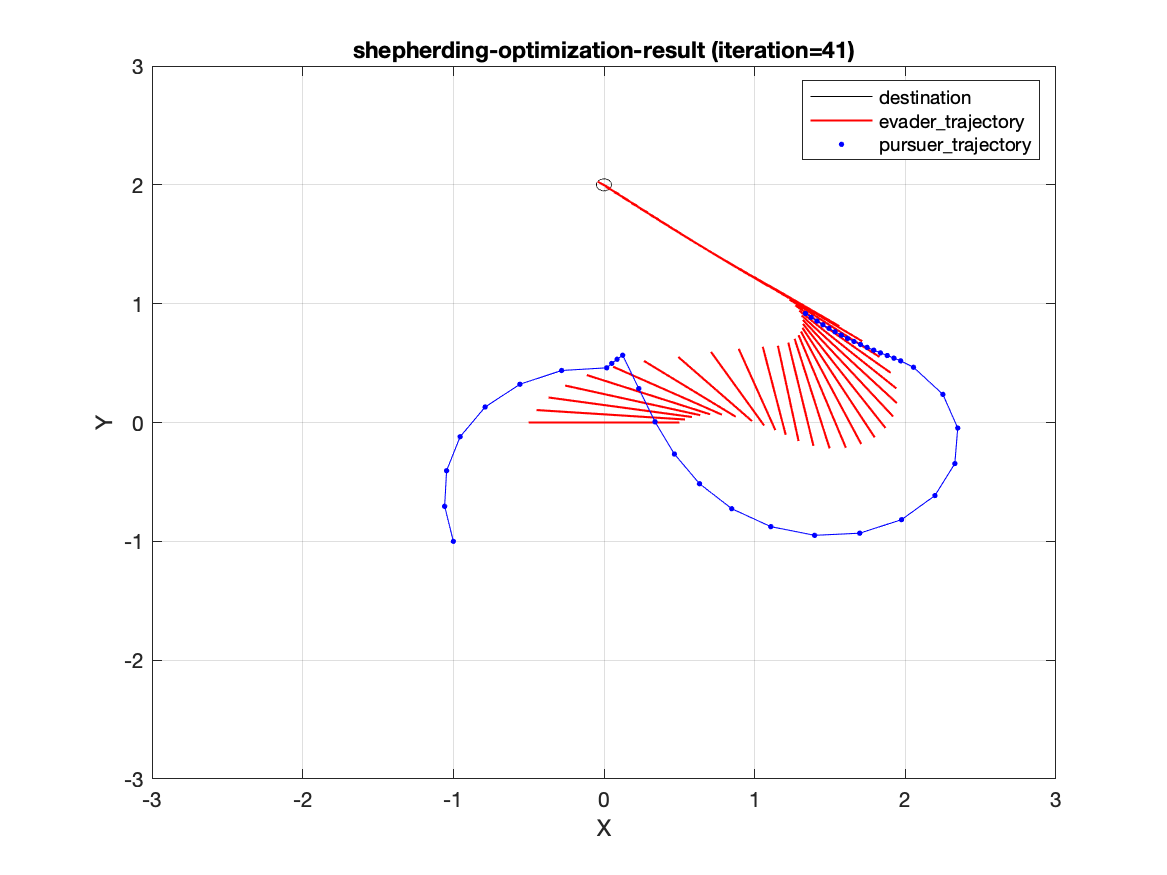 shepherding-optimization-result (iteration=41)
destination
evader_trajectory
pursuer_trajectory
3
2
1
0
-1
-2
-3
Y
-3 -2 -1 0 1 2 3
X